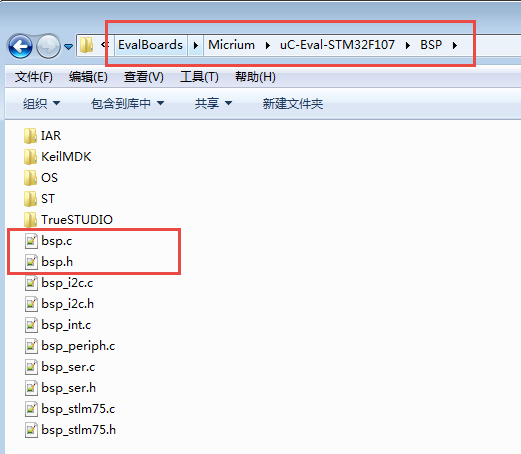 « EvalBoards ▸ Micrium ▸ uC-Eval-STM32F107 ▸ BSP ▸
文件(F) 编辑(E) 查看(V) 工具(T) 帮助(H)
组织 ▼ 包含到库中 ▼ 共享 ▼ 新建文件夹
IAR
KeilMDK
OS
ST
TrueSTUDIO
bsp.c
bsp.h
bsp_i2c.c
bsp_i2c.h
bsp_int.c
bsp_periph.c
bsp_ser.c
bsp_ser.h
bsp_stlm75.c
bsp_stlm75.h